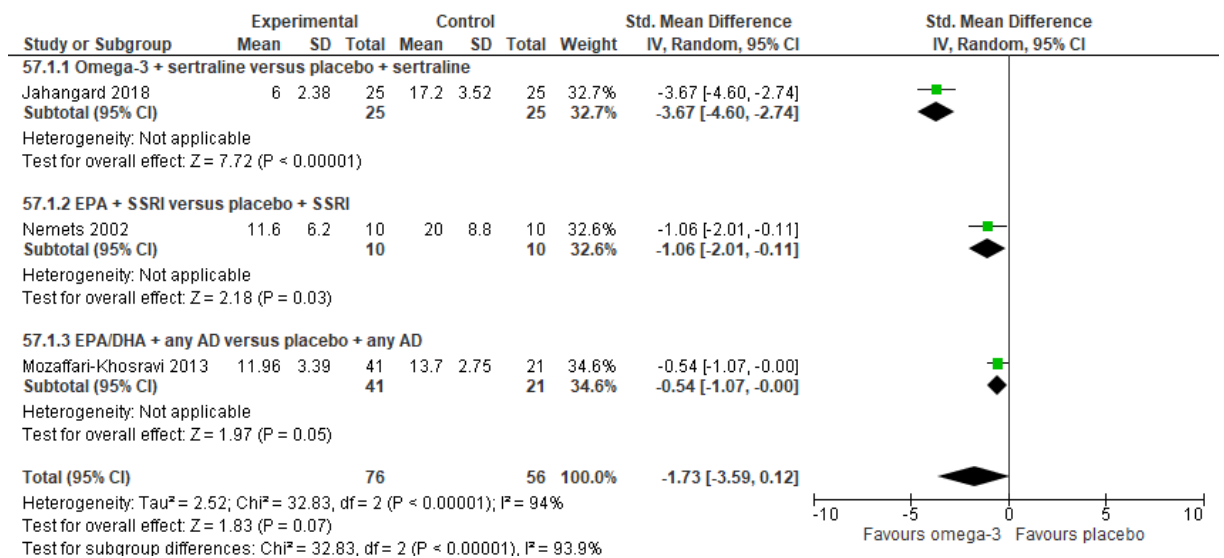 Experimental Control Std. Mean Difference Std. Mean Difference
Study or Subgroup Mean SD Total Mean SD Total Weight IV, Random, 95% CI IV, Random, 95% CI
57.1.1 Omega-3 + sertraline versus placebo + sertraline
Jahangard 2018 6 2.38 25 17.2 3.52 25 32.7% -3.67 [-4.60, -2.74]
Subtotal (95% CI) 25 25 32.7% -3.67 [-4.60, -2.74]
Heterogeneity: Not applicable
Test for overall effect: Z = 7.72 (P < 0.00001)
57.1.2 EPA + SSRI versus placebo + SSRI
Nemets 2002 11.6 6.2 10 20 8.8 10 32.6% -1.06 [-2.01, -0.11]
Subtotal (95% CI) 10 10 32.6% -1.06 [-2.01, -0.11]
Heterogeneity: Not applicable
Test for overall effect: Z = 2.18 (P = 0.03)
57.1.3 EPA/DHA + any AD versus placebo + any AD
Mozaffari-Khosravi 2013 11.96 3.39 41 13.7 2.75 21 34.6% -0.54 [-1.07, -0.00]
Subtotal (95% CI) 41 21 34.6% -0.54 [-1.07, -0.00]
Heterogeneity: Not applicable
Test for overall effect: Z = 1.97 (P = 0.05)
Total (95% CI) 76 56 100.0% -1.73 [-3.59, 0.12]
Heterogeneity: Tau² = 2.52; Chi² = 32.83, df = 2 (P < 0.00001); I² = 94%
Test for overall effect: Z = 1.83 (P = 0.07)
Test for subgroup differences: Chi² = 32.83, df = 2 (P < 0.00001), I² = 93.9%
-10 -5 0 5 10
Favours omega-3 Favours placebo